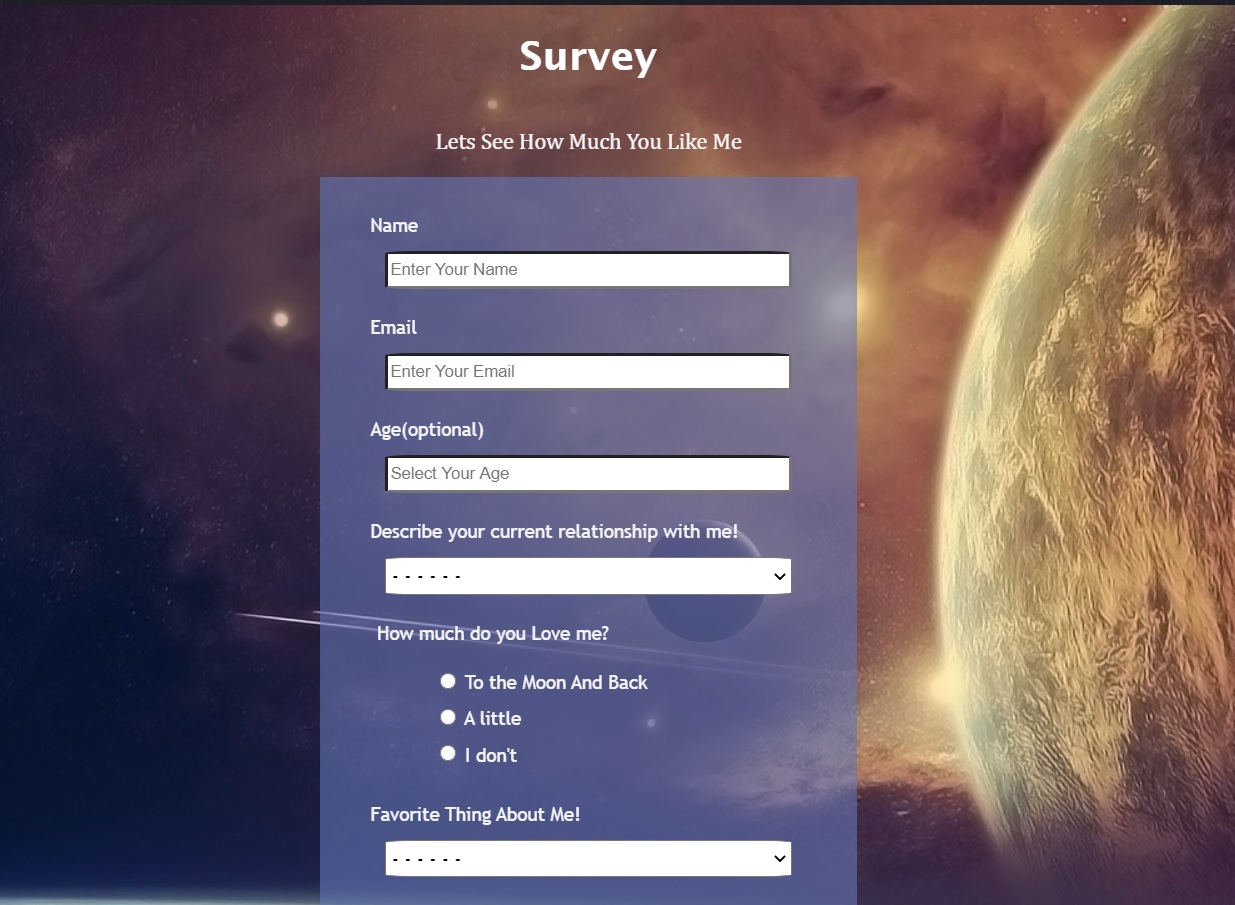 Survey
Lets See How Much You Like Me
Name
Enter Your Name
Email
Enter Your Email
Age(optional)
Select Your Age
Describe your current relationship with me!
- - - - - -
How much do you Love me?
To the Moon And Back
A little
I don't
Favorite Thing About Me!
- - - - - -